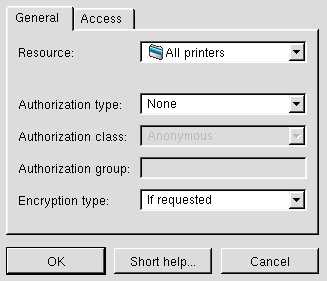 General Access
Resource: All printers
Authorization type: None
Authorization class: Anonymous
Authorization group:
Encryption type: If requested
OK Short help... Cancel